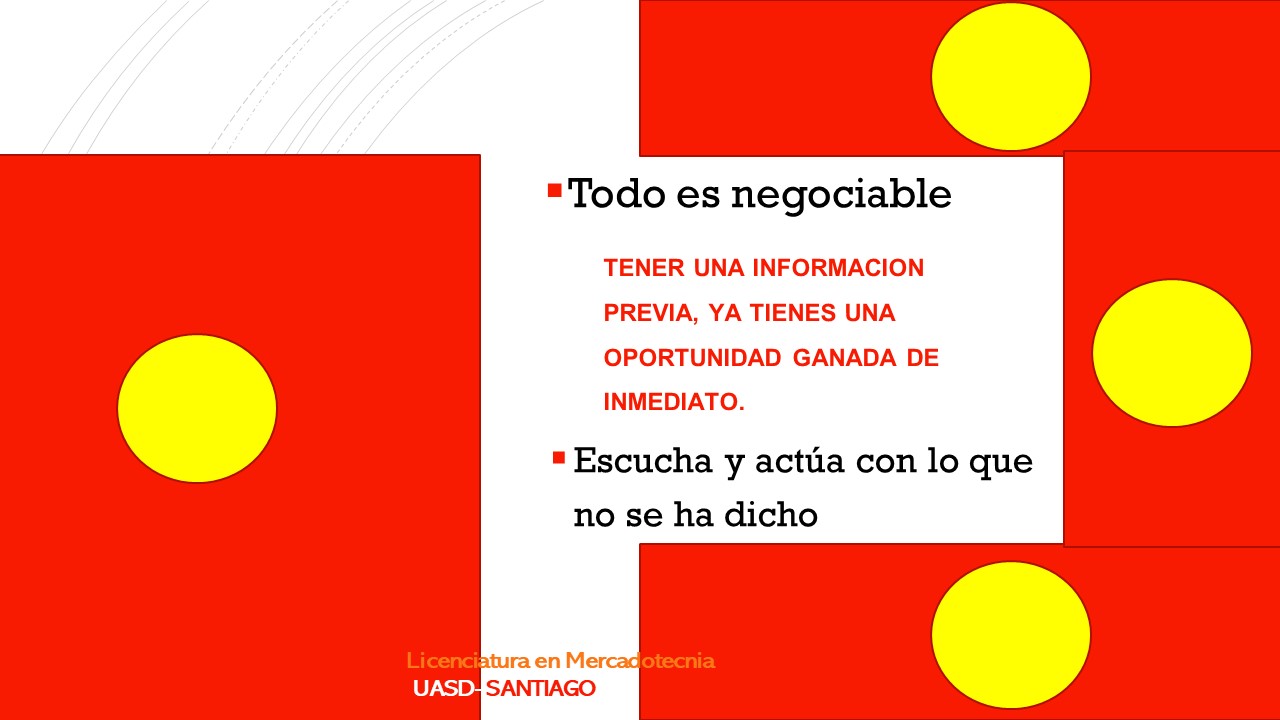 Todo es negociable
TENER UNA INFORMACION
PREVIA, YA TIENES UNA
OPORTUNIDAD GANADA DE
INMEDIATO.
Escucha y actúa con lo que
no se ha dicho
Licenciatura en Mercadotecnia
UASD- SANTIAGO